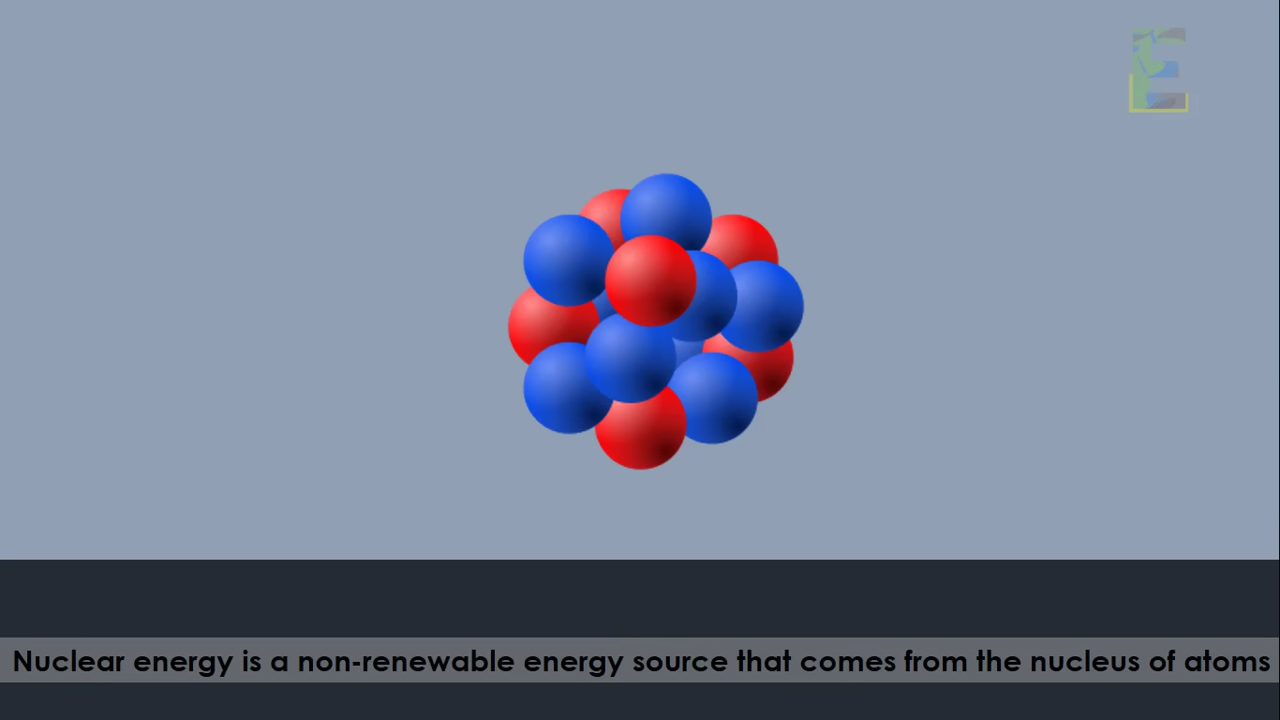 E
Nuclear energy is a non-renewable energy source that comes from the nucleus of atoms